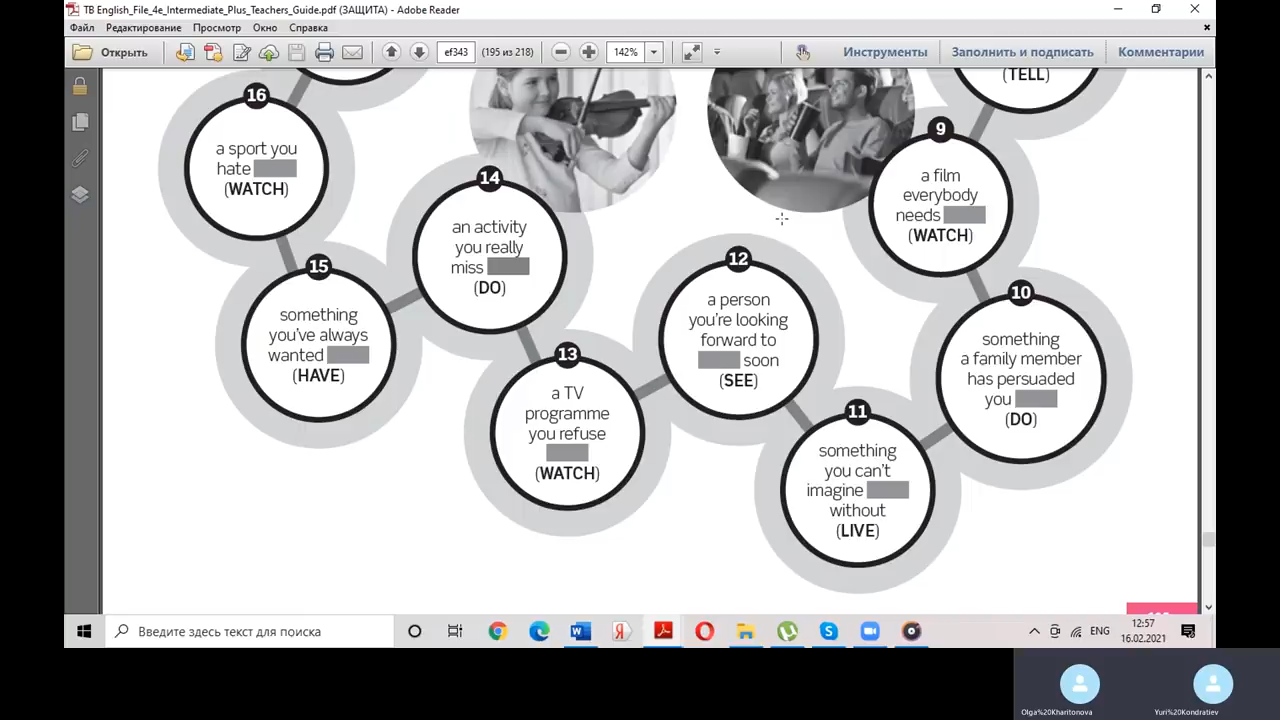 TB English_File_4e_Intermediate_Plus_Teachers_Guide.pdf (ЗАЩИТА) - Adobe Reader
Файл Редактирование Просмотр Окно Справка
Открыть ef343 (195 из 218) 142% Инструменты Заполнить и подписать Комментарии
(TELL)
16
a sport you
hate
(WATCH)
9
a film
everybody
needs
(WATCH)
14
an activity
you really
miss
(DO)
15
something
you've always
wanted
(HAVE)
12
a person
you're looking
forward to
soon
(SEE)
10
something
a family member
has persuaded
you
(DO)
13
a TV
programme
you refuse
(WATCH)
11
something
you can't
imagine
without
(LIVE)
Введите здесь текст для поиска
ENG
12:57
16.02.2021
Olga%20Kharitonova
Yuri%20Kondratiev